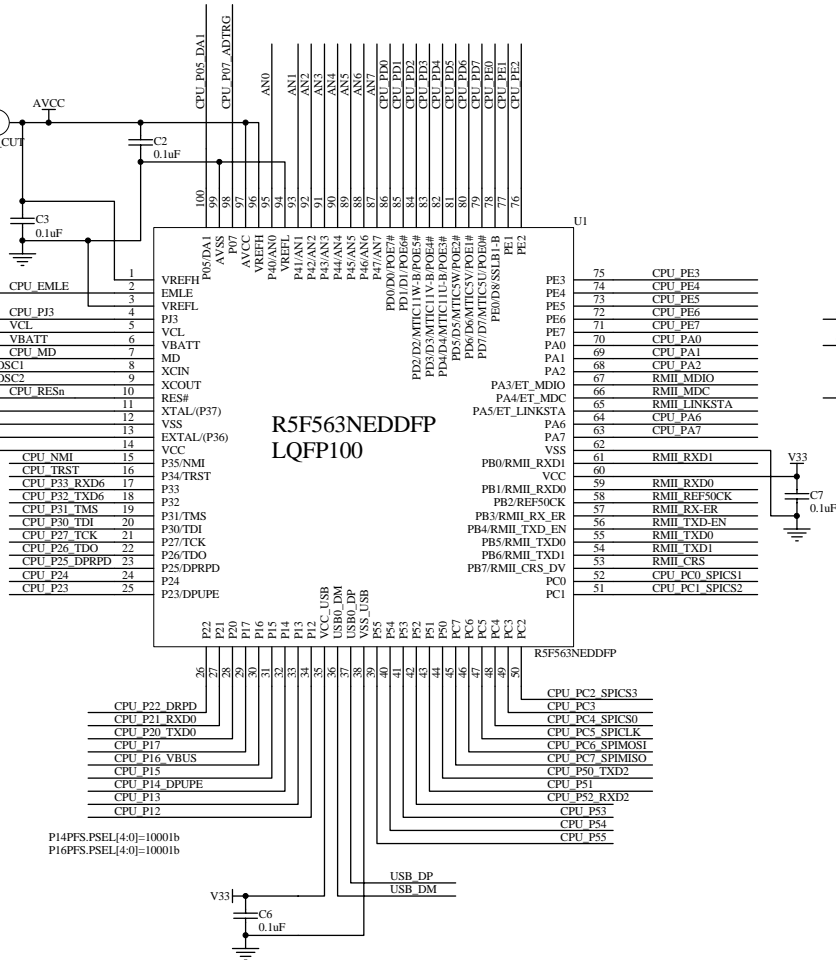 CPU_P05_DA1
CPU_P07_ADTRG
AN0
AN1
AN2
AN3
AN4
AN5
AN6
AN7
CPU_PD0
CPU_PD1
CPU_PD2
CPU_PD3
CPU_PD4
CPU_PD5
CPU_PD6
CPU_PD7
CPU_PE0
CPU_PE1
CPU_PE2
AVCC
_CUT
C2
0.1uF
C3
0.1uF
100
99
98
97
96
95
94
93
92
91
90
89
88
87
86
85
84
83
82
81
80
79
78
77
76
U1
P05/DA1
AVSS
P07
AVCC
VREFH
P40/AN0
VREFL
P41/AN1
P42/AN2
P43/AN3
P44/AN4
P45/AN5
P46/AN6
P47/AN7
PD0/D0/POE7#
PD1/D1/POE6#
PD2/D2/MTIC11W-B/POE5#
PD3/D3/MTIC11V-B/POE4#
PD4/D4/MTIC11U-B/POE3#
PD5/D5/MTIC5W/POE2#
PD6/D6/MTIC5V/POE1#
PD7/D7/MTIC5U/POE0#
PE0/D8/SSLB1-B
PE1
PE2
1 VREFH
CPU_EMLE 2 EMLE
3 VREFL
CPU_PJ3 4 PJ3
VCL 5 VCL
VBATT 6 VBATT
CPU_MD 7 MD
OSC1 8 XCIN
OSC2 9 XCOUT
CPU_RESn 10 RES#
11 XTAL/(P37)
12 VSS
13 EXTAL/(P36)
14 VCC
CPU_NMI 15 P35/NMI
CPU_TRST 16 P34/TRST
CPU_P33_RXD6 17 P33
CPU_P32_TXD6 18 P32
CPU_P31_TMS 19 P31/TMS
CPU_P30_TDI 20 P30/TDI
CPU_P27_TCK 21 P27/TCK
CPU_P26_TDO 22 P26/TDO
CPU_P25_DPRPD 23 P25/DPRPD
CPU_P24 24 P24
CPU_P23 25 P23/DPUPE
R5F563NEDDFP
LQFP100
PE3 75 CPU_PE3
PE4 74 CPU_PE4
PE5 73 CPU_PE5
PE6 72 CPU_PE6
PE7 71 CPU_PE7
PA0 70 CPU_PA0
PA1 69 CPU_PA1
PA2 68 CPU_PA2
PA3/ET_MDIO 67 RMII_MDIO
PA4/ET_MDC 66 RMII_MDC
PA5/ET_LINKSTA 65 RMII_LINKSTA
PA6 64 CPU_PA6
PA7 63 CPU_PA7
VSS 62
PB0/RMII_RXD1 61 RMII_RXD1
VCC 60
PB1/RMII_RXD0 59 RMII_RXD0
PB2/REF50CK 58 RMII_REF50CK
PB3/RMII_RX_ER 57 RMII_RX-ER
PB4/RMII_TXD_EN 56 RMII_TXD-EN
PB5/RMII_TXD0 55 RMII_TXD0
PB6/RMII_TXD1 54 RMII_TXD1
PB7/RMII_CRS_DV 53 RMII_CRS
PC0 52 CPU_PC0_SPICS1
PC1 51 CPU_PC1_SPICS2
V33
C7
0.1uF
P22
P21
P20
P17
P16
P15
P14
P13
P12
VCC_USB
USB0_DM
USB0_DP
VSS_USB
P55
P54
P53
P52
P51
P50
PC7
PC6
PC5
PC4
PC3
PC2
R5F563NEDDFP
26
27
28
29
30
31
32
33
34
35
36
37
38
39
40
41
42
43
44
45
46
47
48
49
50
CPU_P22_DRPD
CPU_P21_RXD0
CPU_P20_TXD0
CPU_P17
CPU_P16_VBUS
CPU_P15
CPU_P14_DPUPE
CPU_P13
CPU_P12
CPU_PC2_SPICS3
CPU_PC3
CPU_PC4_SPICS0
CPU_PC5_SPICLK
CPU_PC6_SPIMOSI
CPU_PC7_SPIMISO
CPU_P50_TXD2
CPU_P51
CPU_P52_RXD2
CPU_P53
CPU_P54
CPU_P55
P14PFS.PSEL[4:0]=10001b
P16PFS.PSEL[4:0]=10001b
USB_DP
USB_DM
V33
C6
0.1uF